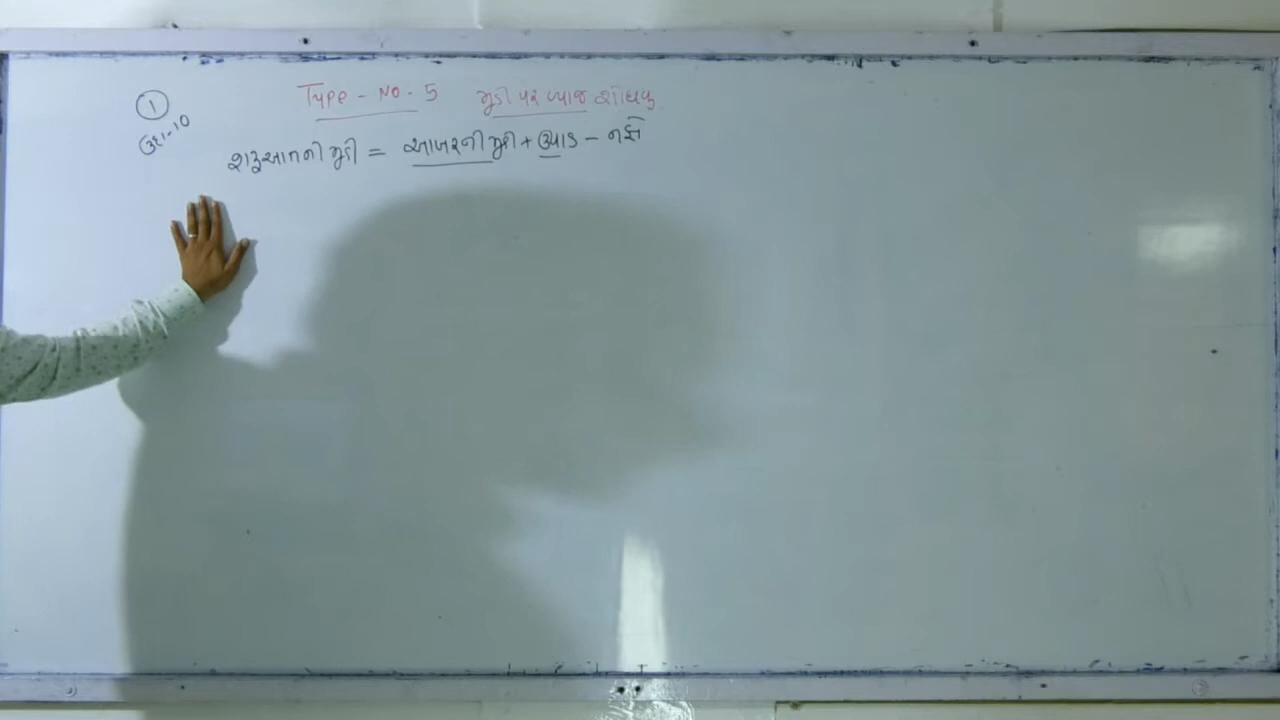 ① Type - No - 5 મુડી પર વ્યાજ શોધવુ
ઉદા-10
શરૂઆતની મુડી = આખરની મુડી + ઉપાડ - નફો